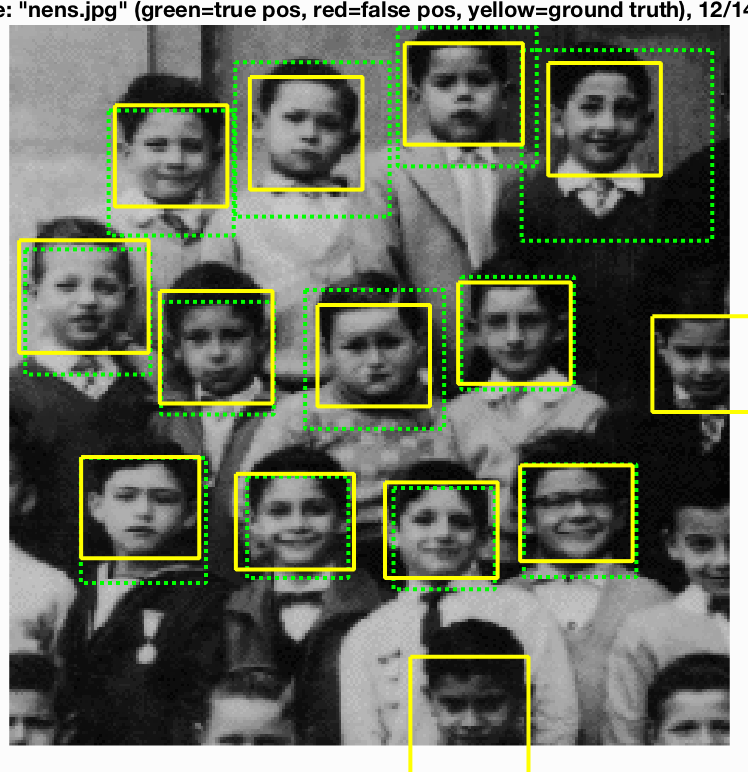 : "nens.jpg" (green=true pos, red=false pos, yellow=ground truth), 12/14